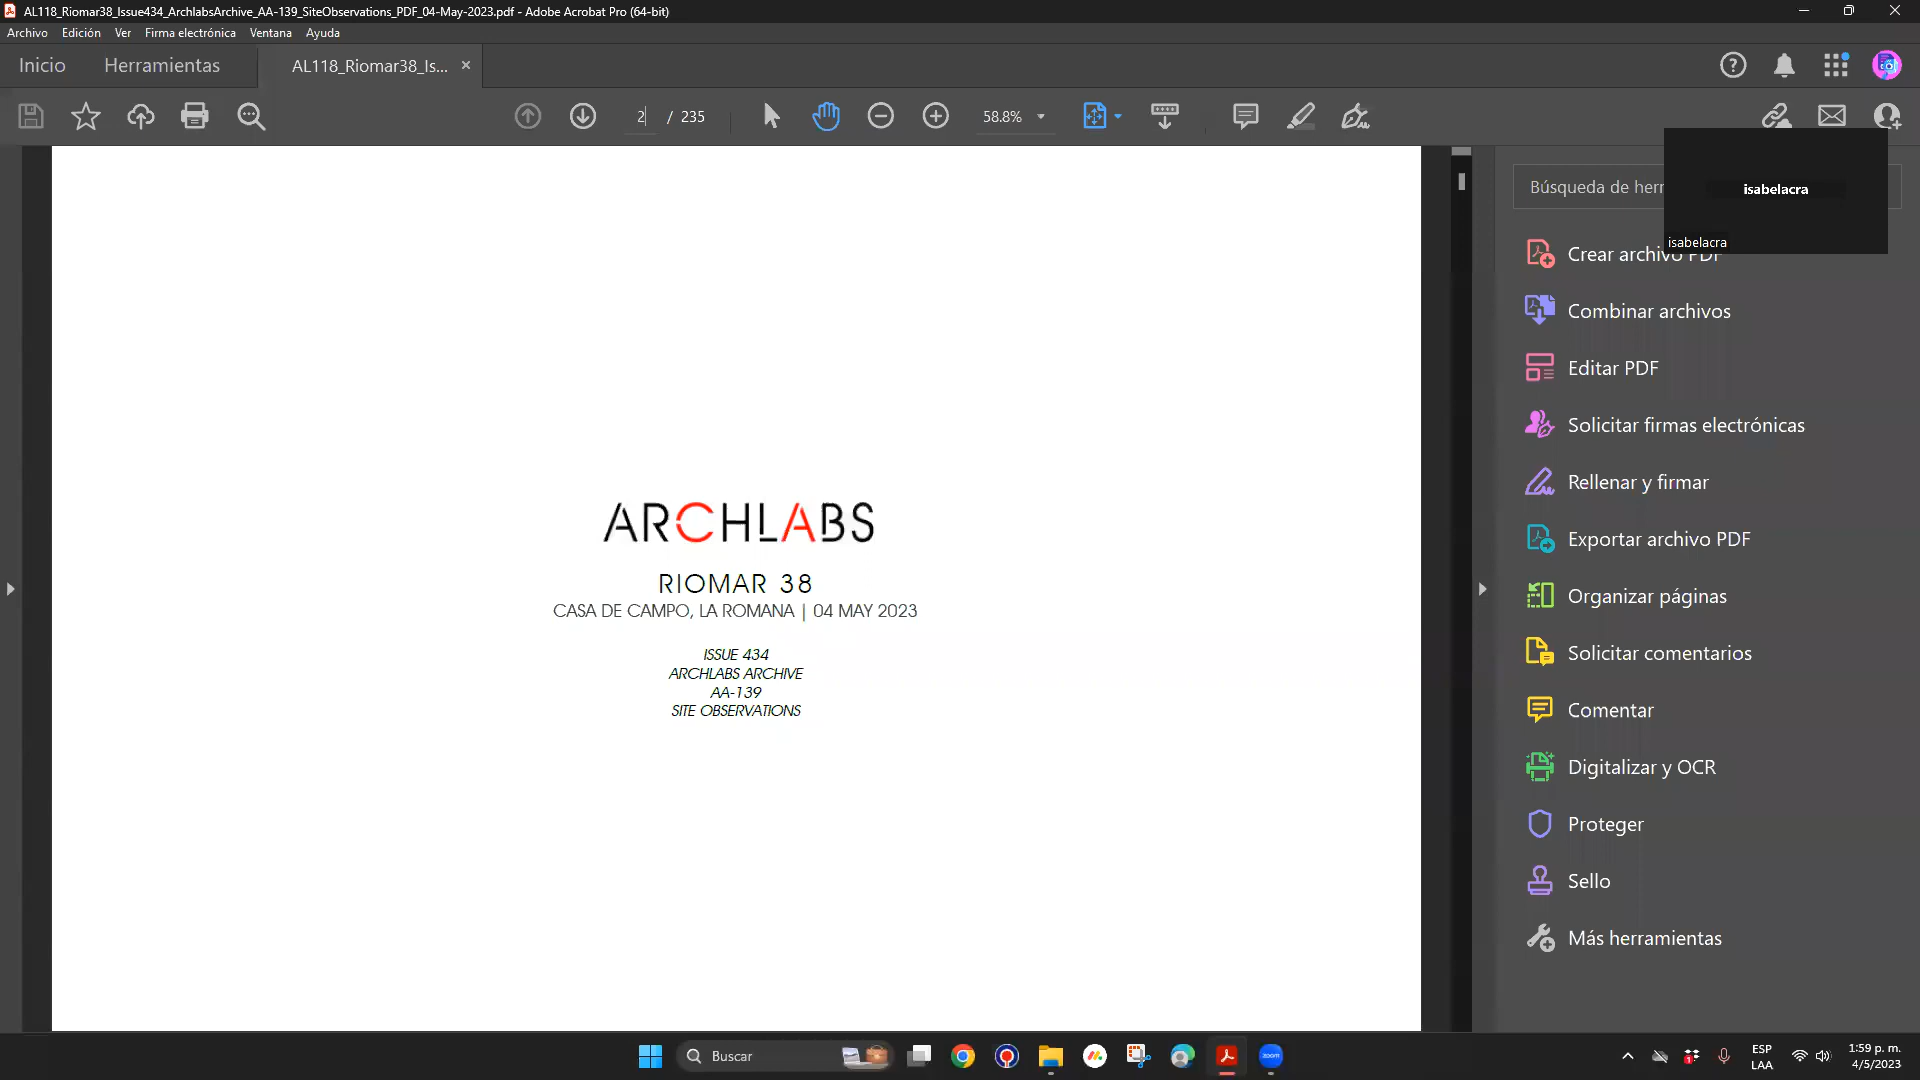 AL118_Riomar38_Issue434_ArchlabsArchive_AA-139_SiteObservations_PDF_04-May-2023.pdf - Adobe Acrobat Pro (64-bit)
Archivo Edición Ver Firma electrónica Ventana Ayuda
Inicio Herramientas AL118_Riomar38_Is...
2 / 235 58.8%
Búsqueda de herr
isabelacra
isabelacra
Crear archivo PDF
Combinar archivos
Editar PDF
Solicitar firmas electrónicas
Rellenar y firmar
Exportar archivo PDF
Organizar páginas
Solicitar comentarios
Comentar
Digitalizar y OCR
Proteger
Sello
Más herramientas
ARCHLABS
RIOMAR 38
CASA DE CAMPO, LA ROMANA | 04 MAY 2023
ISSUE 434
ARCHLABS ARCHIVE
AA-139
SITE OBSERVATIONS
Buscar
zoom
ESP
LAA
1:59 p. m.
4/5/2023